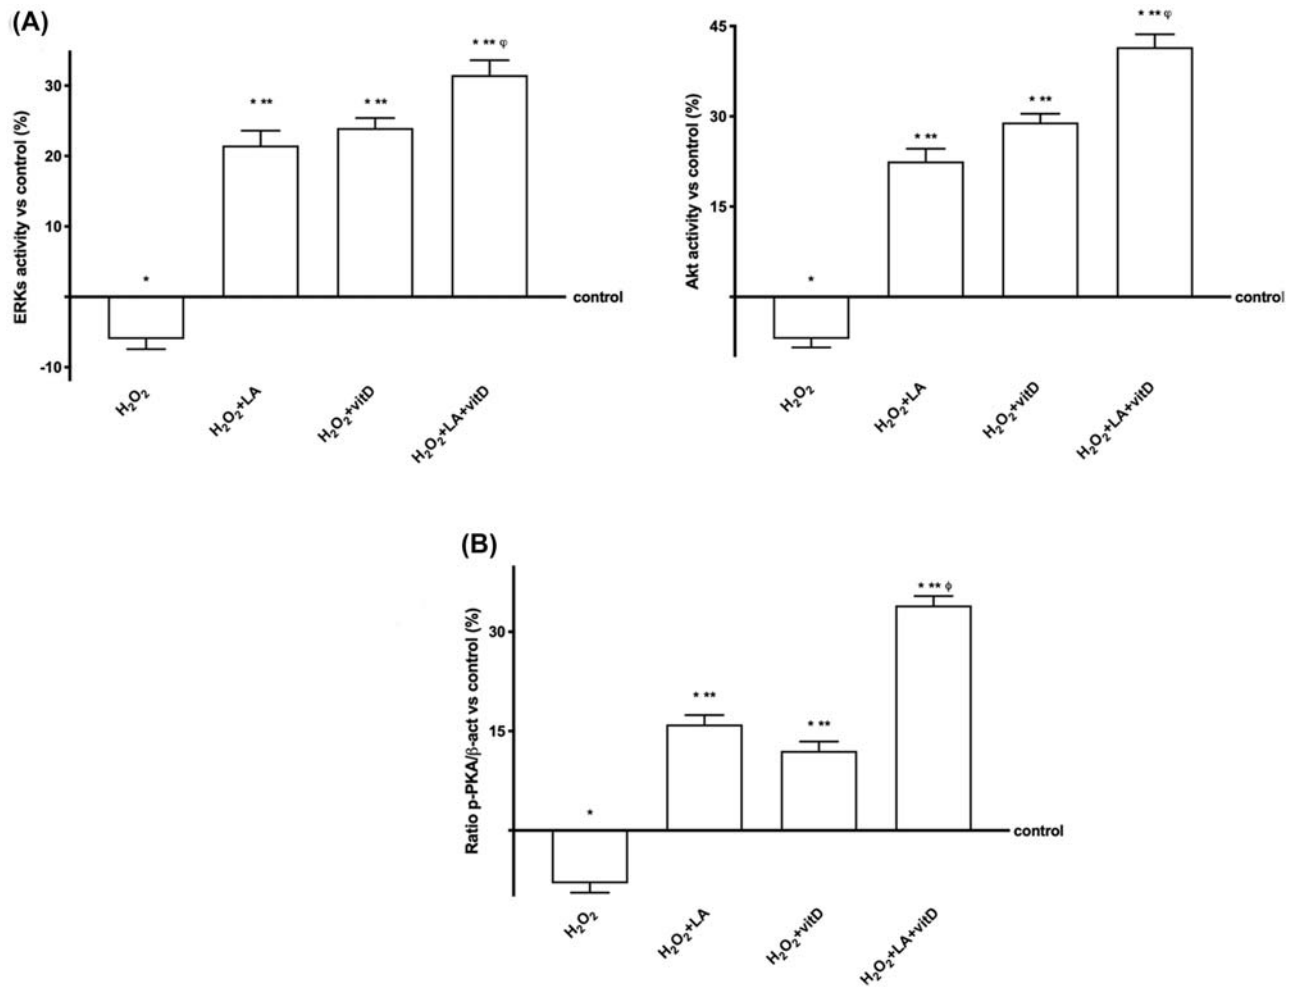 (A)
ERKs activity vs control (%)
30
20
10
-10
*
* **
* **
* ** φ
control
H₂O₂
H₂O₂+LA
H₂O₂+vitD
H₂O₂+LA+vitD
Akt activity vs control (%)
45
30
15
*
* **
* **
* ** φ
control
H₂O₂
H₂O₂+LA
H₂O₂+vitD
H₂O₂+LA+vitD
(B)
Ratio p-PKA/β-act vs control (%)
30
15
*
* **
* **
* ** ϕ
control
H₂O₂
H₂O₂+LA
H₂O₂+vitD
H₂O₂+LA+vitD